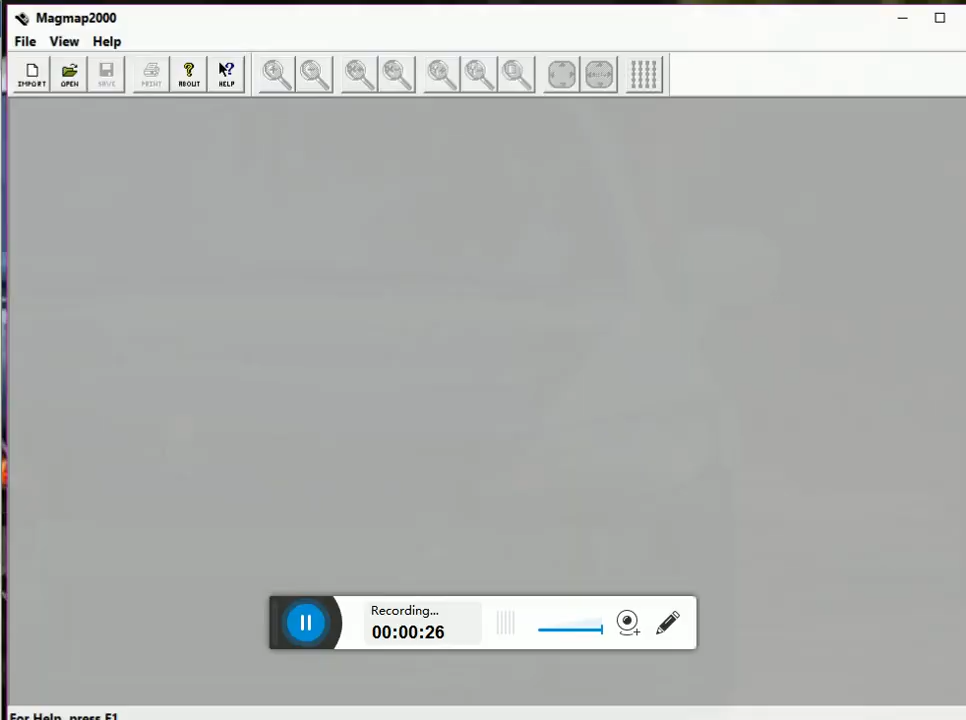 Magmap2000
File View Help
IMPORT OPEN SAVE PRINT ABOUT HELP
Recording...
00:00:26
For Help, press F1